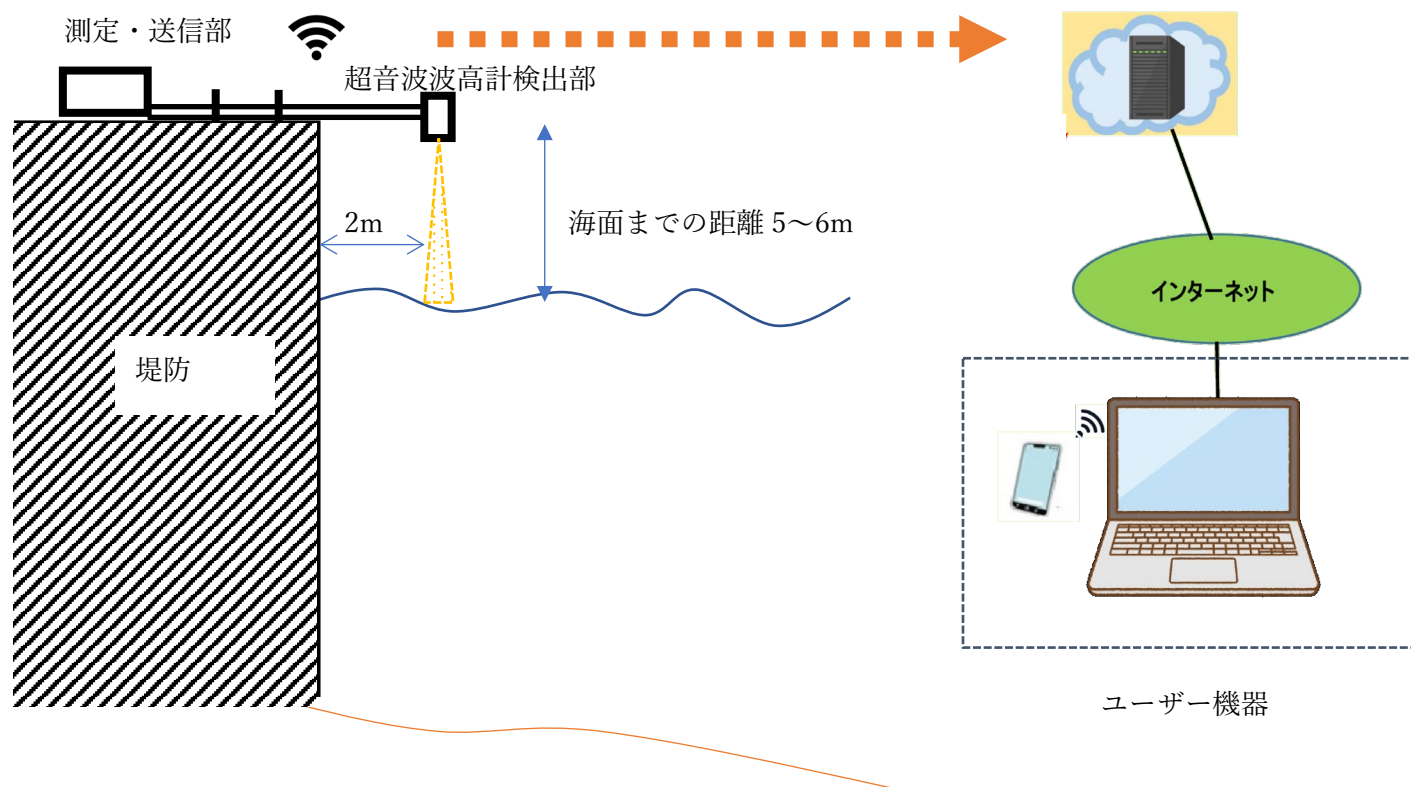 測定・送信部
超音波波高計検出部
2m
海面までの距離 5～6m
インターネット
堤防
ユーザー機器